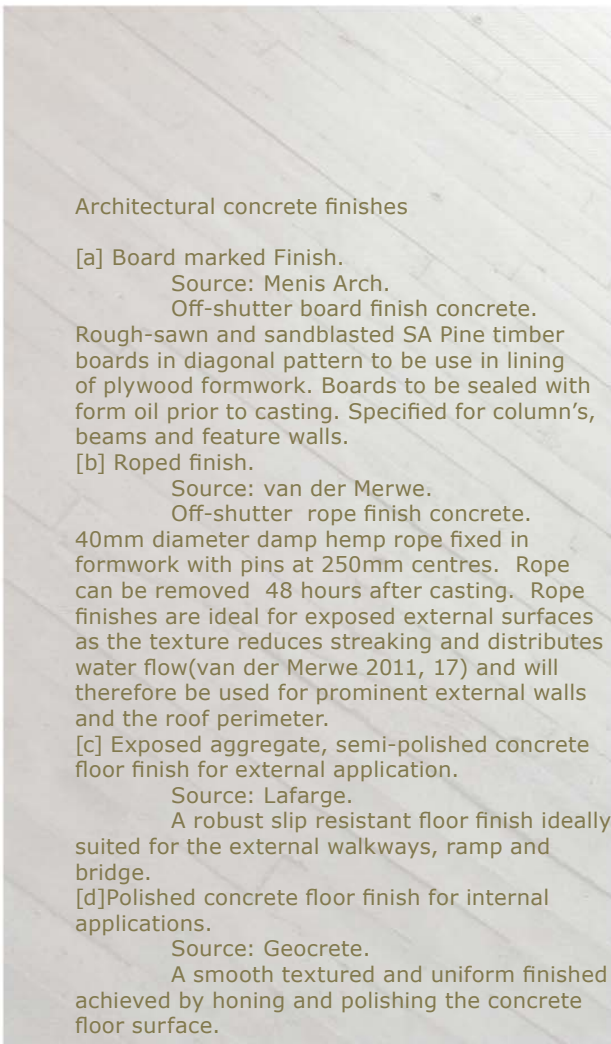 Architectural concrete finishes
[a] Board marked Finish.
Source: Menis Arch.
Off-shutter board finish concrete.
Rough-sawn and sandblasted SA Pine timber
boards in diagonal pattern to be use in lining
of plywood formwork. Boards to be sealed with
form oil prior to casting. Specified for column's,
beams and feature walls.
[b] Roped finish.
Source: van der Merwe.
Off-shutter  rope finish concrete.
40mm diameter damp hemp rope fixed in
formwork with pins at 250mm centres.  Rope
can be removed  48 hours after casting.  Rope
finishes are ideal for exposed external surfaces
as the texture reduces streaking and distributes
water flow(van der Merwe 2011, 17) and will
therefore be used for prominent external walls
and the roof perimeter.
[c] Exposed aggregate, semi-polished concrete
floor finish for external application.
Source: Lafarge.
A robust slip resistant floor finish ideally
suited for the external walkways, ramp and
bridge.
[d]Polished concrete floor finish for internal
applications.
Source: Geocrete.
A smooth textured and uniform finished
achieved by honing and polishing the concrete
floor surface.